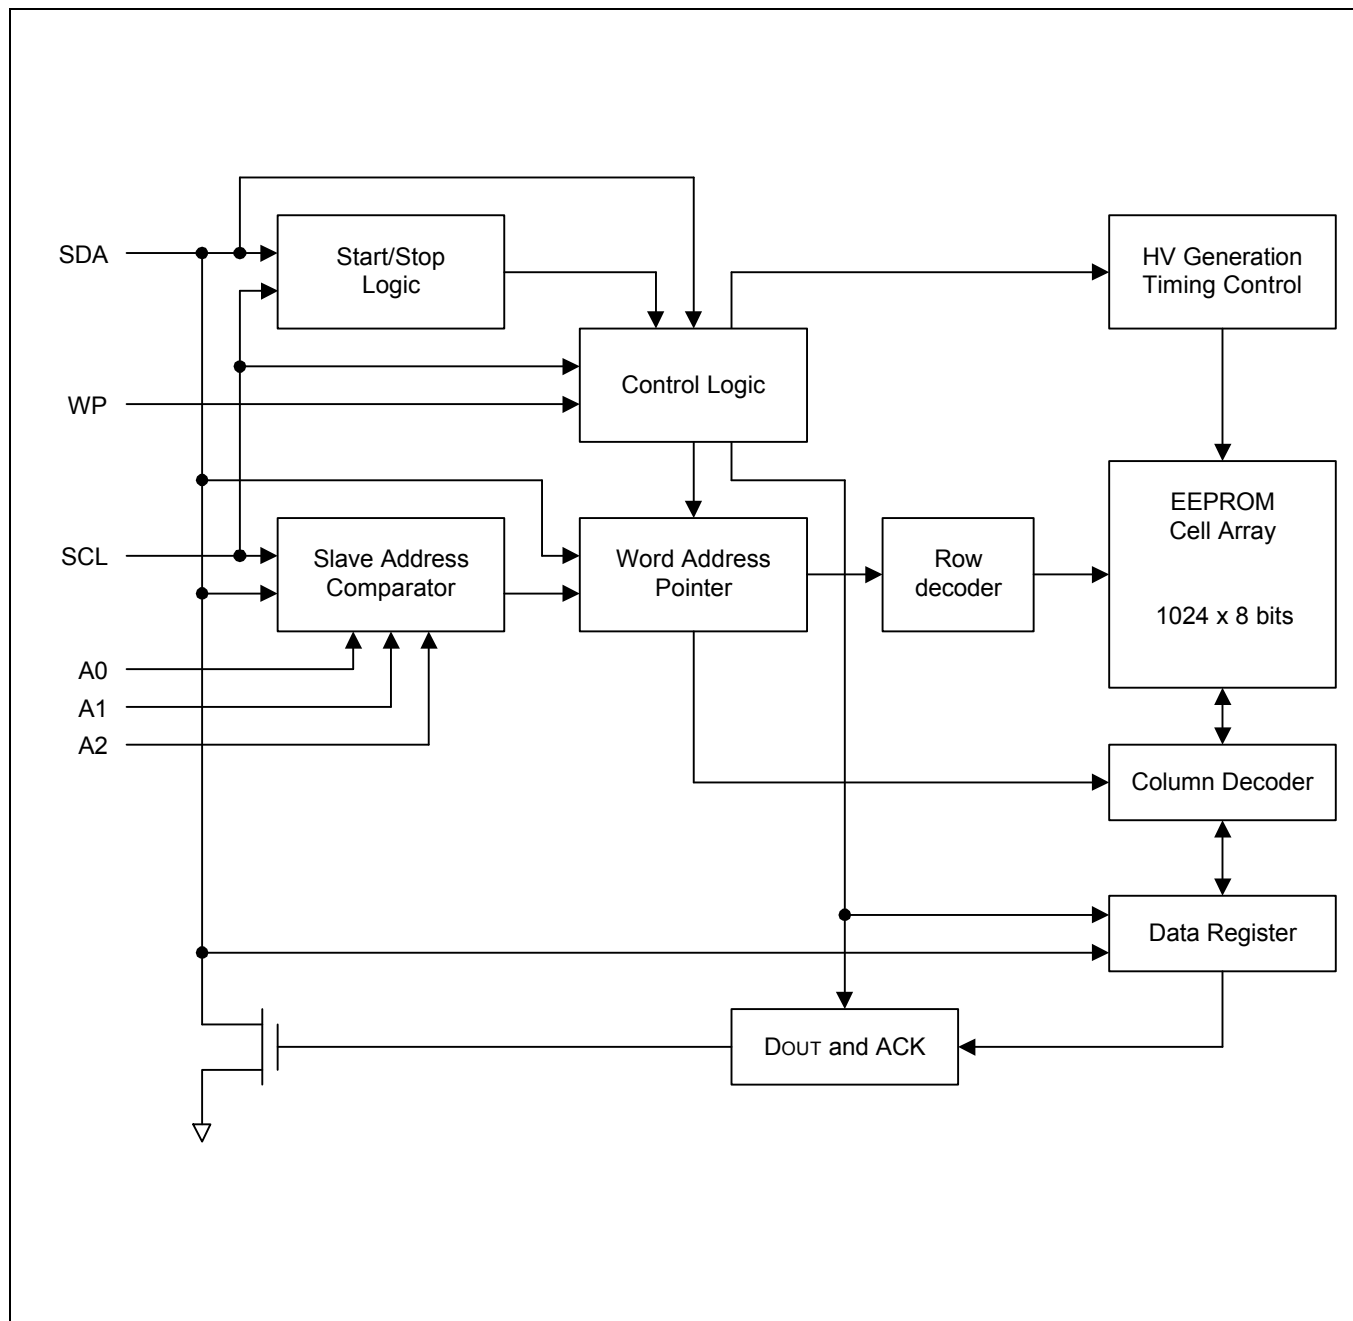 SDA
Start/Stop
Logic
HV Generation
Timing Control
WP
Control Logic
SCL
Slave Address
Comparator
Word Address
Pointer
Row
decoder
EEPROM
Cell Array
1024 x 8 bits
A0
A1
A2
Column Decoder
Data Register
DOUT and ACK